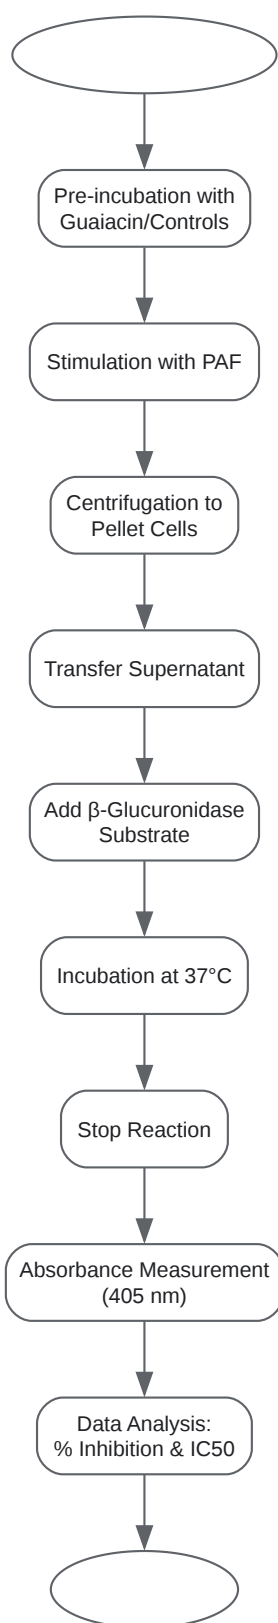 Pre-incubation with
Guaiacin/Controls
Stimulation with PAF
Centrifugation to
Pellet Cells
Transfer Supernatant
Add β-Glucuronidase
Substrate
Incubation at 37°C
Stop Reaction
Absorbance Measurement
(405 nm)
Data Analysis:
% Inhibition & IC50